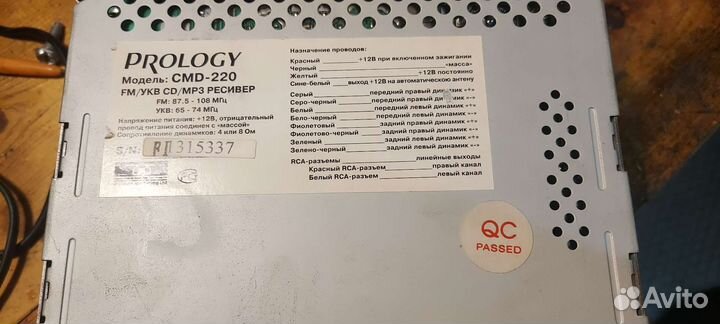 PROLOGY
Модель: CMD-220
FM/УКВ CD/MP3 РЕСИВЕР
FM: 87.5 - 108 МГц
УКВ: 65 - 74 МГц
Напряжение питания: +12В, отрицательный
провод питания соединен с «массой»
Сопротивление динамиков: 4 или 8 Ом
S/N: 315337
Назначение проводов:
Красный +12В при включенном зажигании
Черный «масса»
Желтый +12В постоянно
Сине-белый выход +12В на автоматическую антенну
Серый передний правый динамик «+»
Серо-черный передний правый динамик «-»
Белый передний левый динамик «+»
Бело-черный передний левый динамик «-»
Фиолетовый задний правый динамик «+»
Фиолетово-черный задний правый динамик «-»
Зеленый задний левый динамик «+»
Зелено-черный задний левый динамик «-»
RCA-разъемы линейные выходы
Красный RCA-разъем правый канал
Белый RCA-разъем левый канал
QC
PASSED
Avito